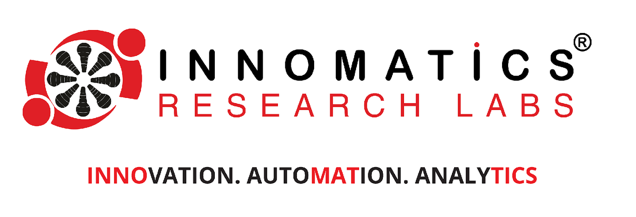 INNOMATiCS®
RESEARCH LABS
INNOVATION. AUTOMATION. ANALYTICS